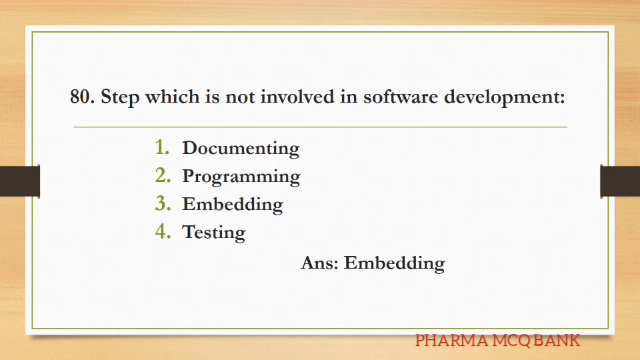 80. Step which is not involved in software development:
1. Documenting
2. Programming
3. Embedding
4. Testing
Ans: Embedding
PHARMA MCQ BANK